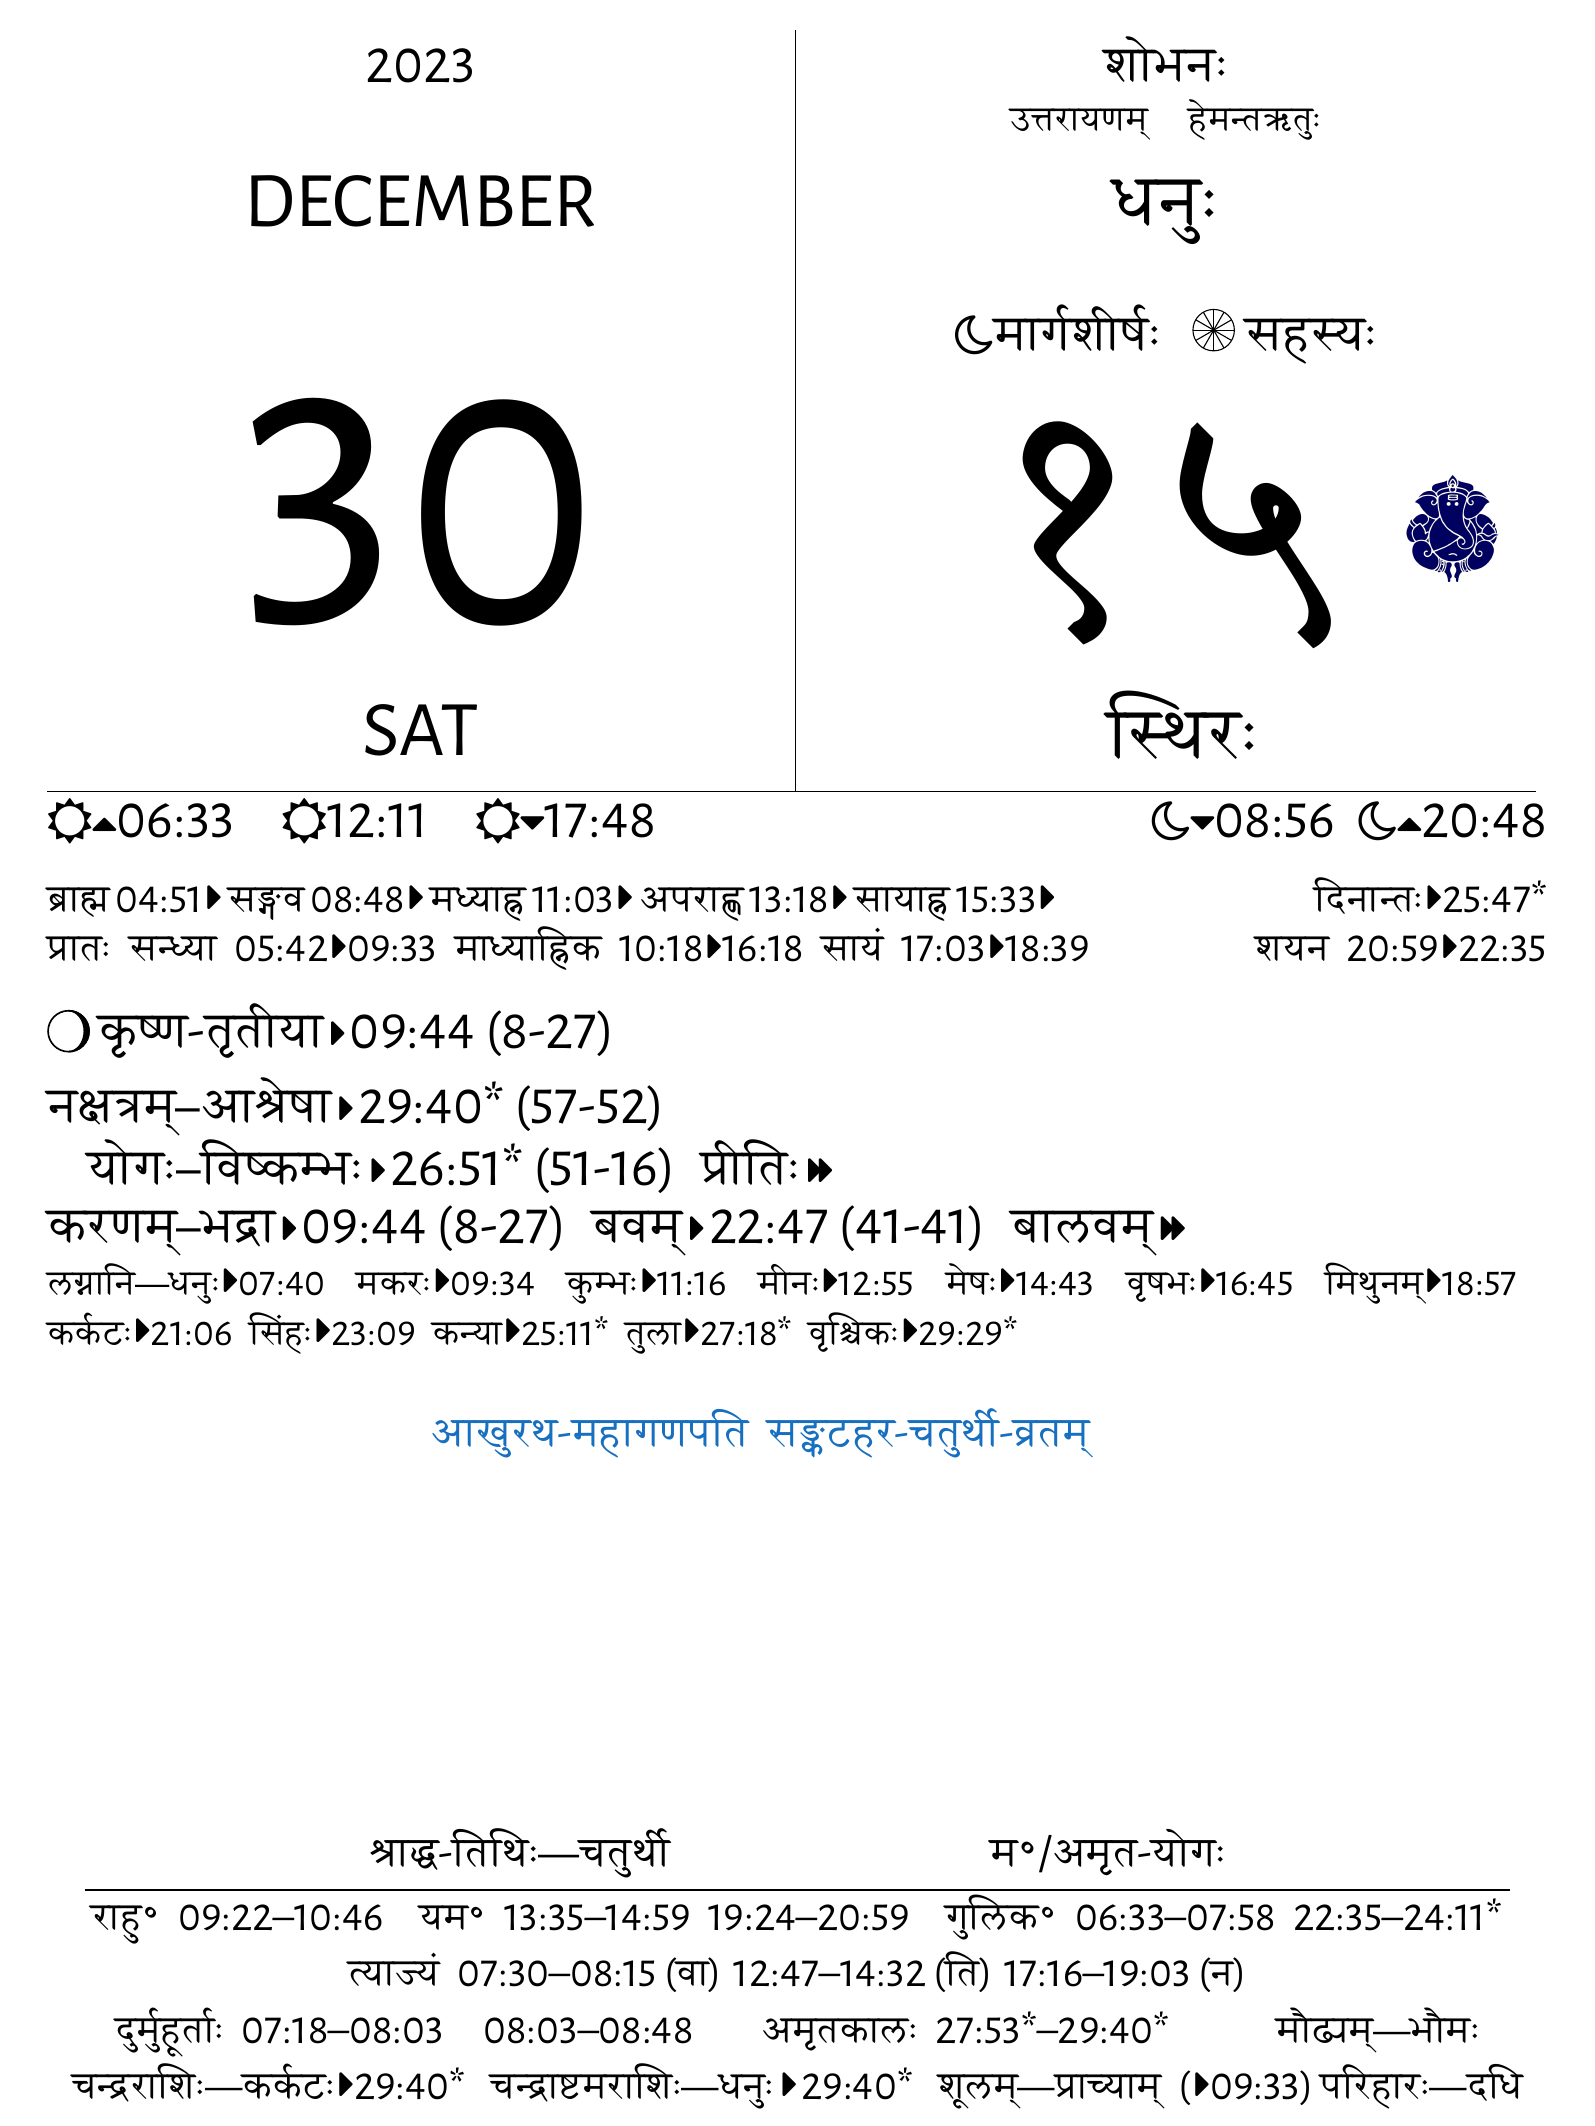 2023
DECEMBER
30
SAT
शोभनः
उत्तरायणम् हेमन्तऋतुः
धनुः
मार्गशीर्षः सहस्यः
१५
स्थिरः
06:33 12:11 17:48 08:56 20:48
ब्राह्म 04:51 सङ्गव 08:48 मध्याह्न 11:03 अपराह्ण 13:18 सायाह्न 15:33 दिनान्तः 25:47*
प्रातः सन्ध्या 05:42 09:33 माध्याह्निक 10:18 16:18 सायं 17:03 18:39 शयन 20:59 22:35
कृष्ण-तृतीया 09:44 (8-27)
नक्षत्रम्–आश्रेषा 29:40* (57-52)
योगः–विष्कम्भः 26:51* (51-16) प्रीतिः
करणम्–भद्रा 09:44 (8-27) बवम् 22:47 (41-41) बालवम्
लग्नानि—धनुः 07:40 मकरः 09:34 कुम्भः 11:16 मीनः 12:55 मेषः 14:43 वृषभः 16:45 मिथुनम् 18:57
कर्कटः 21:06 सिंहः 23:09 कन्या 25:11* तुला 27:18* वृश्चिकः 29:29*
आखुरथ-महागणपति सङ्कटहर-चतुर्थी-व्रतम्
श्राद्ध-तिथिः—चतुर्थी म॰/अमृत-योगः
राहु॰ 09:22–10:46 यम॰ 13:35–14:59 19:24–20:59 गुलिक॰ 06:33–07:58 22:35–24:11*
त्याज्यं 07:30–08:15 (वा) 12:47–14:32 (ति) 17:16–19:03 (न)
दुर्मुहूर्ताः 07:18–08:03 08:03–08:48 अमृतकालः 27:53*–29:40* मौढ्यम्—भौमः
चन्द्रराशिः—कर्कटः 29:40* चन्द्राष्टमराशिः—धनुः 29:40* शूलम्—प्राच्याम् (09:33) परिहारः—दधि